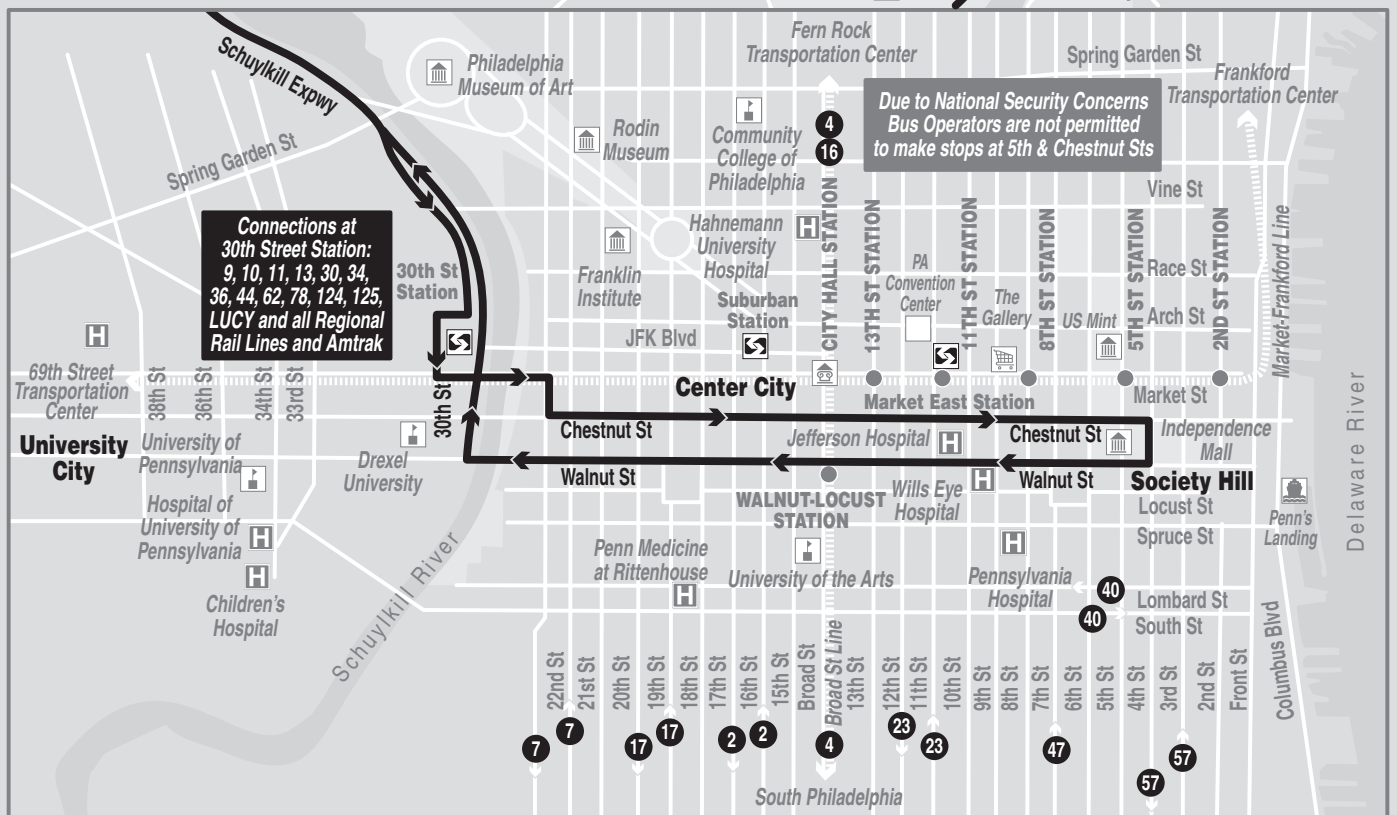 Fern Rock
Transportation Center
Spring Garden St
Frankford
Transportation Center
Schuylkill Expwy
Philadelphia
Museum of Art
Due to National Security Concerns
Bus Operators are not permitted
to make stops at 5th & Chestnut Sts
Rodin
Museum
Community
College of
Philadelphia
4
16
Spring Garden St
Vine St
Connections at
30th Street Station:
9, 10, 11, 13, 30, 34,
36, 44, 62, 78, 124, 125,
LUCY and all Regional
Rail Lines and Amtrak
30th St
Station
Franklin
Institute
Hahnemann
University
Hospital
H
Suburban
Station
CITY HALL STATION
13TH ST STATION
PA
Convention
Center
11TH ST STATION
The
Gallery
8TH ST STATION
US Mint
5TH ST STATION
Race St
Arch St
2ND ST STATION
Market-Frankford Line
JFK Blvd
H
69th Street
Transportation
Center
38th St
36th St
34th St
33rd St
30th St
Center City
Market East Station
Market St
University
City
University of
Pennsylvania
Drexel
University
Chestnut St
Jefferson Hospital
H
Chestnut St
Independence
Mall
Walnut St
Walnut St
Society Hill
Hospital of
University of
Pennsylvania
H
WALNUT-LOCUST
STATION
Wills Eye
Hospital
H
Locust St
Spruce St
Penn's
Landing
Delaware River
Children's
Hospital
H
Schuylkill River
Penn Medicine
at Rittenhouse
H
University of the Arts
Pennsylvania
Hospital
H
40
Lombard St
40
South St
Columbus Blvd
22nd St
21st St
20th St
19th St
18th St
17th St
16th St
15th St
Broad St
Broad St Line
13th St
12th St
11th St
10th St
9th St
8th St
7th St
6th St
5th St
4th St
3rd St
2nd St
Front St
7
7
17
17
2
2
4
23
23
47
57
57
South Philadelphia